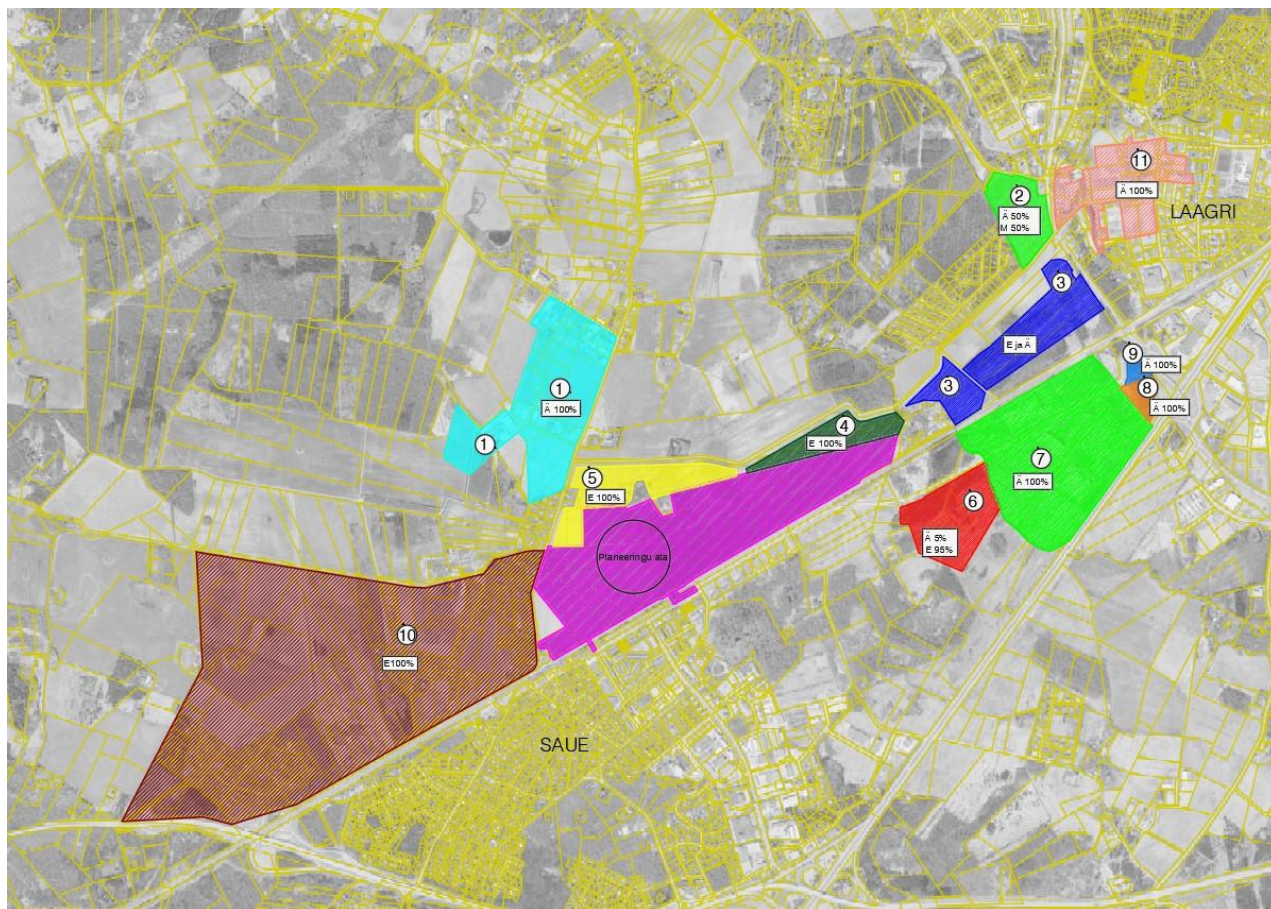 11
Ä 100%
LAAGRI
2
Ä 50%
M 50%
3
E ja Ä
9
Ä 100%
8
Ä 100%
3
1
Ä 100%
1
4
E 100%
5
E 100%
7
Ä 100%
6
Ä 5%
E 95%
Planeeringu ala
10
E100%
SAUE